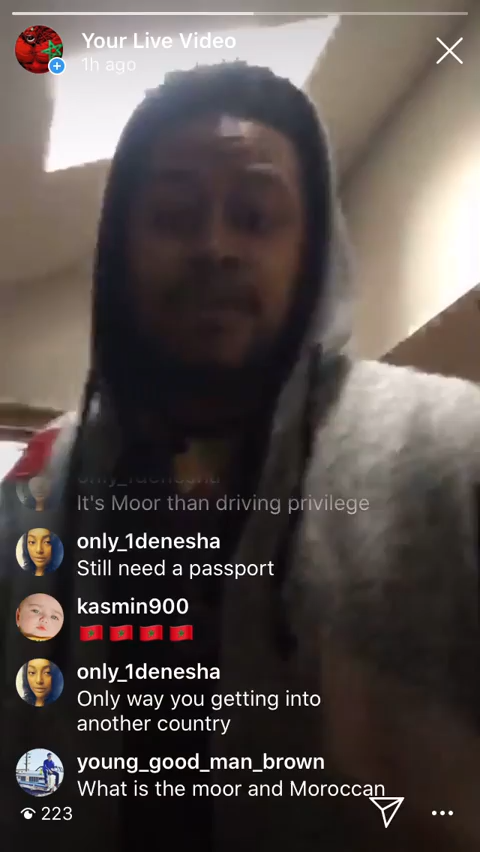 Your Live Video
1h ago
only_1denesha
It's Moor than driving privilege
only_1denesha
Still need a passport
kasmin900
🇲🇦 🇲🇦 🇲🇦 🇲🇦
only_1denesha
Only way you getting into
another country
young_good_man_brown
What is the moor and Moroccan
223